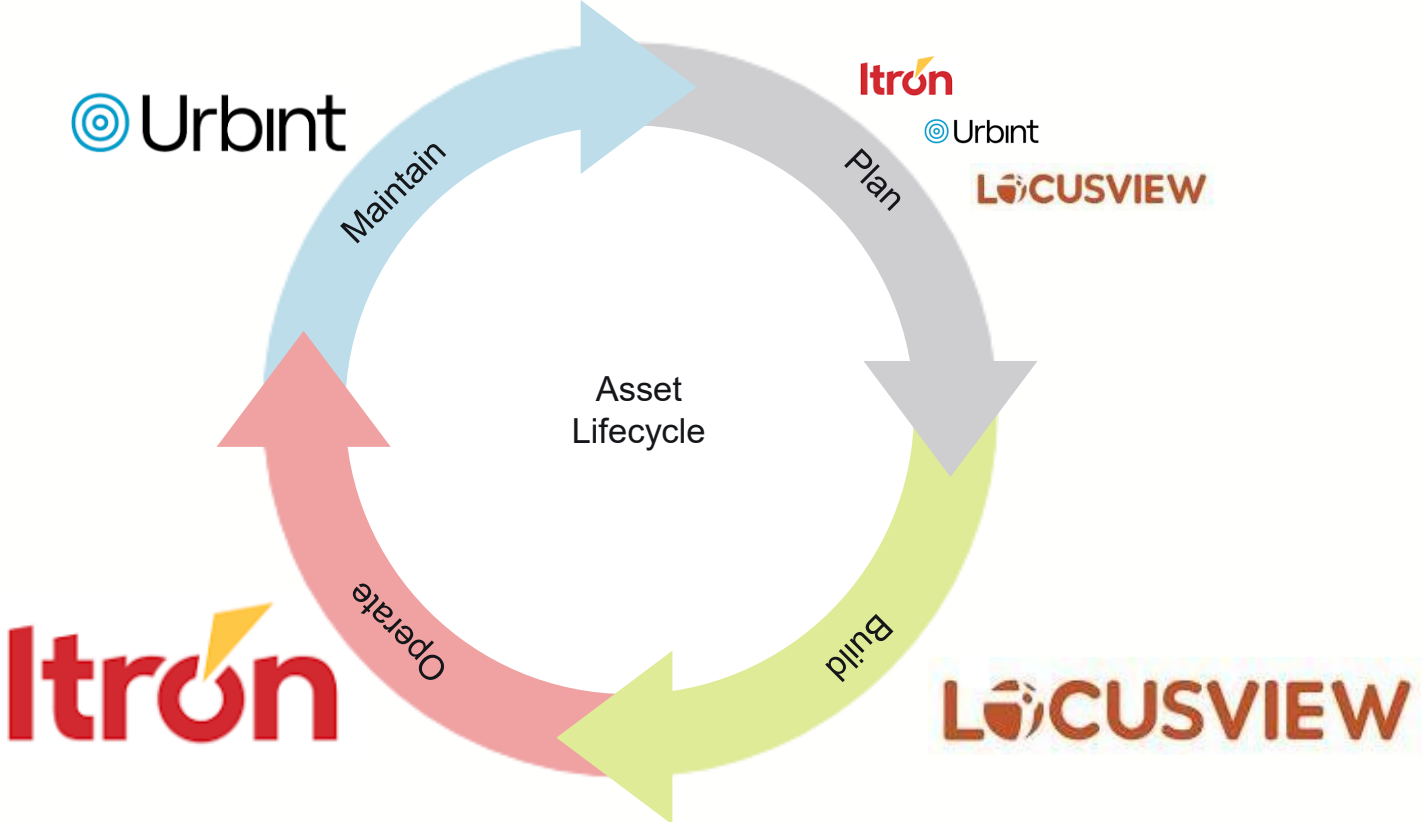 Urbint
Maintain
Itron
Urbint
LOCUSVIEW
Plan
Asset
Lifecycle
Operate
Build
Itron
LOCUSVIEW